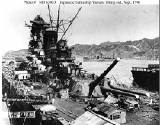 Photo # NH 63433 Japanese battleship Yamato fitting out, Sept. 1941